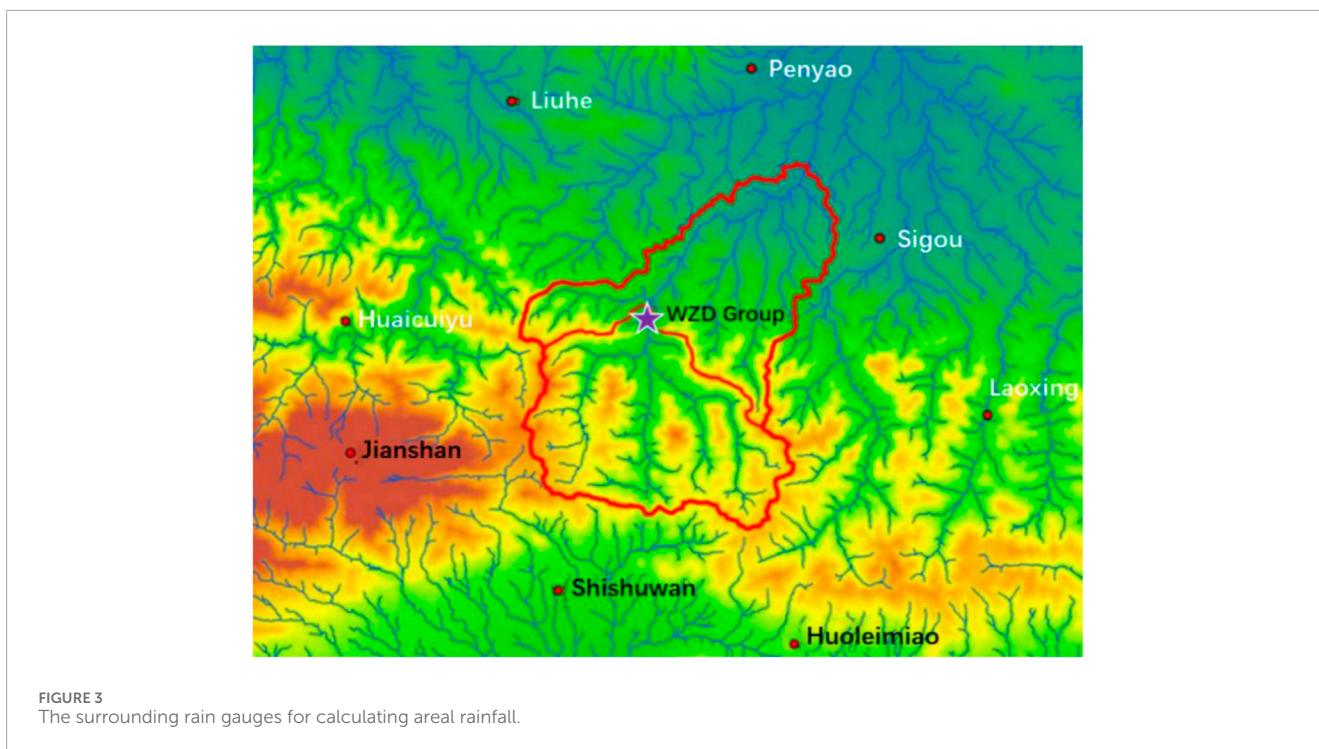 Penyao
Liuhe
Sigou
WZD Group
Huaicuiyu
Laoxing
Jianshan
Shishuwan
Huoleimiao
FIGURE 3
The surrounding rain gauges for calculating areal rainfall.